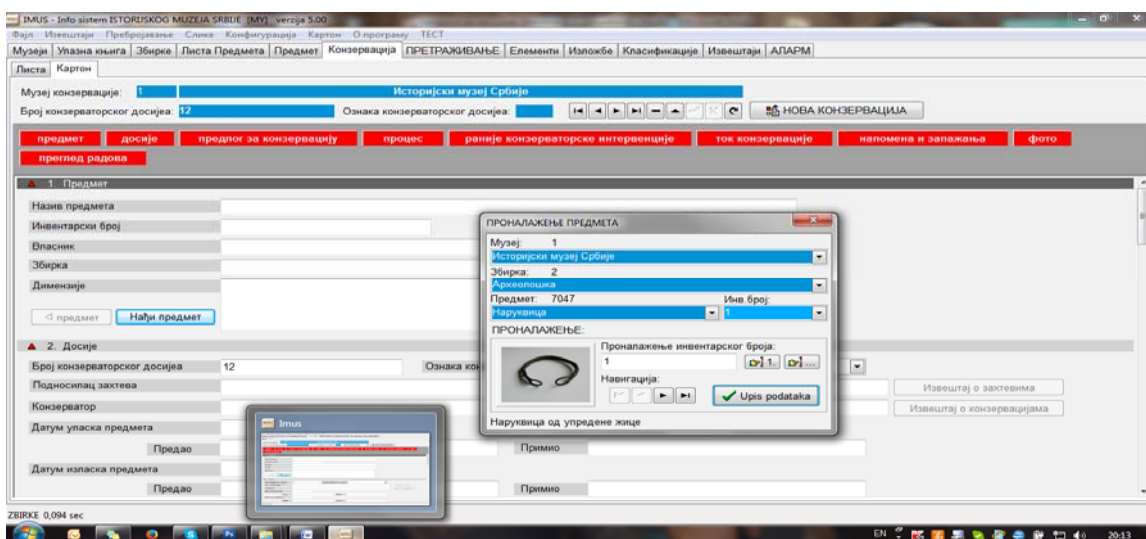 IMUS - Info sistem ISTORIJSKOG MUZEJA SRBIJE [MY] verzija 5.00
Фајл Извештаји Пребројавање Слике Конфигурација Картон О програму ТЕСТ
Музеји Улазна књига Збирке Листа Предмета Предмет Конзервација ПРЕТРАЖИВАЊЕ Елементи Изложбе Класификације Извештаји АЛАРМ
Листа Картон
Музеј конзервације: 1 Историјски музеј Србије
Број конзерваторског досијеа: 12 Ознака конзерваторског досијеа: НОВА КОНЗЕРВАЦИЈА
предмет досије предлог за конзервацију процес раније конзерваторске интервенције ток конзервације напомена и запажања фото
преглед радова
1. Предмет
Назив предмета
Инвентарски број
Власник
Збирка
Димензије
предмет Нађи предмет
ПРОНАЛАЖЕЊЕ ПРЕДМЕТА
Музеј: 1
Историјски музеј Србије
Збирка: 2
Археолошка
Предмет: 7047 Инв.број:
Наруквица 1
ПРОНАЛАЖЕЊЕ:
Проналажење инвентарског броја:
1 1. ...
Навигација:
Upis podataka
Наруквица од упредене жице
2. Досије
Број конзерваторског досијеа 12 Ознака
Подносилац захтева Извештај о захтевима
Конзерватор Извештај о конзервацијама
Датум уласка предмета
Предао Примио
Датум изласка предмета
Предао Примио
Imus
ZBIRKE 0,094 sec
EN 20:13